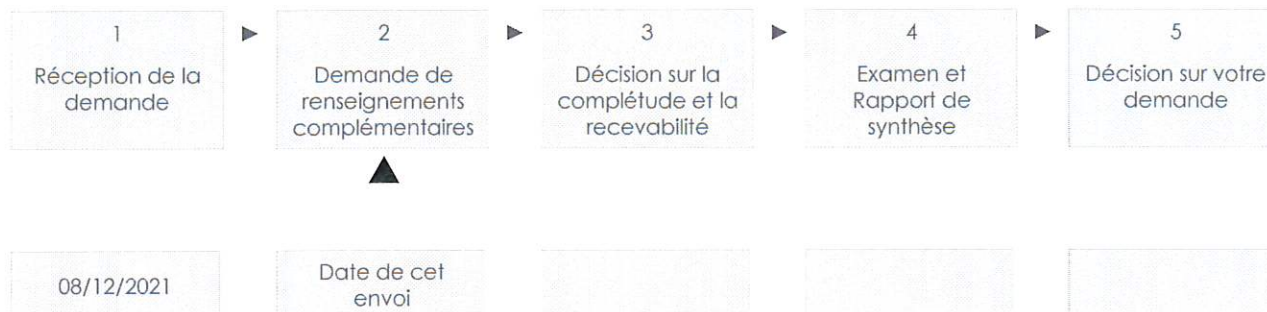 1
Réception de la
demande
2
Demande de
renseignements
complémentaires
3
Décision sur la
complétude et la
recevabilité
4
Examen et
Rapport de
synthèse
5
Décision sur votre
demande
08/12/2021
Date de cet
envoi